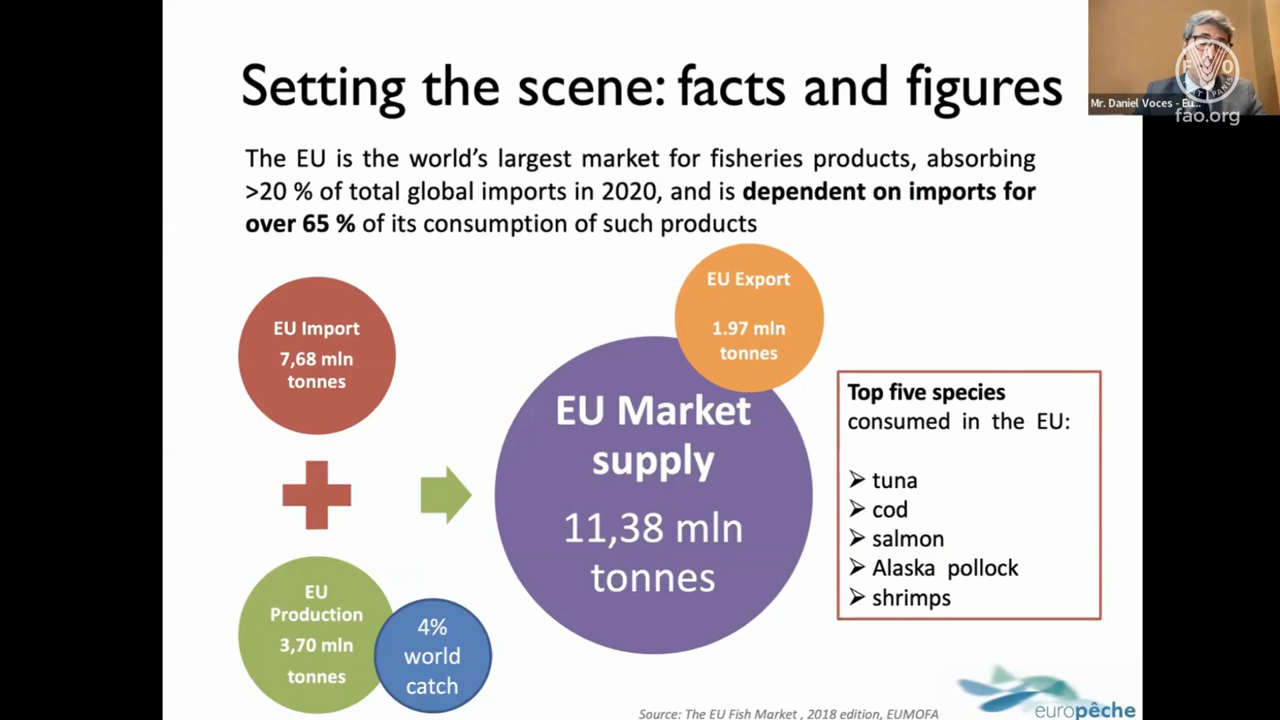 Setting the scene: facts and figures
Mr. Daniel Voces - Eu...
FAO
fao.org
The EU is the world's largest market for fisheries products, absorbing
>20 % of total global imports in 2020, and is dependent on imports for
over 65 % of its consumption of such products
EU Import
7,68 mln
tonnes
EU Export
1.97 mln
tonnes
EU Market
supply
11,38 mln
tonnes
Top five species
consumed in the EU:
➢ tuna
➢ cod
➢ salmon
➢ Alaska pollock
➢ shrimps
EU
Production
3,70 mln
tonnes
4%
world
catch
europêche
Source: The EU Fish Market , 2018 edition, EUMOFA